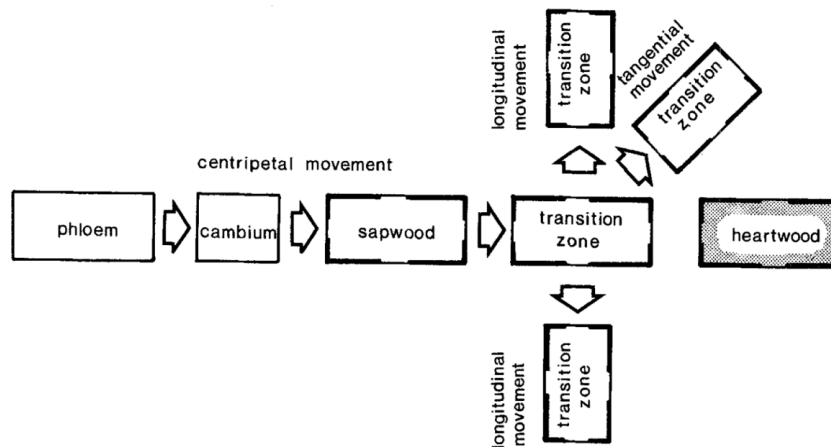 longitudinal
movement
transition
zone
tangential
movement
transition
zone
centripetal movement
phloem
cambium
sapwood
transition
zone
heartwood
longitudinal
movement
transition
zone